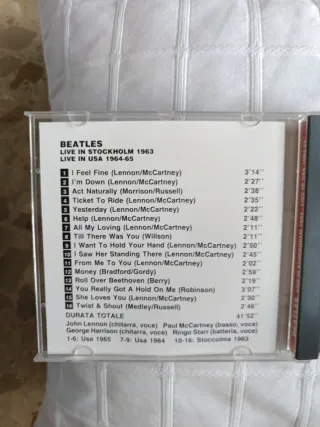 BEATLES
LIVE IN STOCKHOLM 1963
LIVE IN USA 1964-65
1 I Feel Fine (Lennon/McCartney) 3'14"
2 I'm Down (Lennon/McCartney) 2'27"
3 Act Naturally (Morrison/Russell) 2'38"
4 Ticket To Ride (Lennon/McCartney) 2'35"
5 Yesterday (Lennon/McCartney) 2'22"
6 Help (Lennon/McCartney) 2'48"
7 All My Loving (Lennon/McCartney) 2'11"
8 Till There Was You (Willson) 2'11"
9 I Want To Hold Your Hand (Lennon/McCartney) 2'50"
10 I Saw Her Standing There (Lennon/McCartney) 2'45"
11 From Me To You (Lennon/McCartney) 2'02"
12 Money (Bradford/Gordy) 2'59"
13 Roll Over Beethoven (Berry) 2'19"
14 You Really Got A Hold On Me (Robinson) 3'07"
15 She Loves You (Lennon/McCartney) 2'30"
16 Twist & Shout (Medley/Russell) 2'46"
DURATA TOTALE 41'52"
John Lennon (chitarra, voce) Paul McCartney (basso, voce)
George Harrison (chitarra, voce) Ringo Starr (batteria, voce)
1-6: Usa 1965 7-9: Usa 1964 10-16: Stoccolma 1963